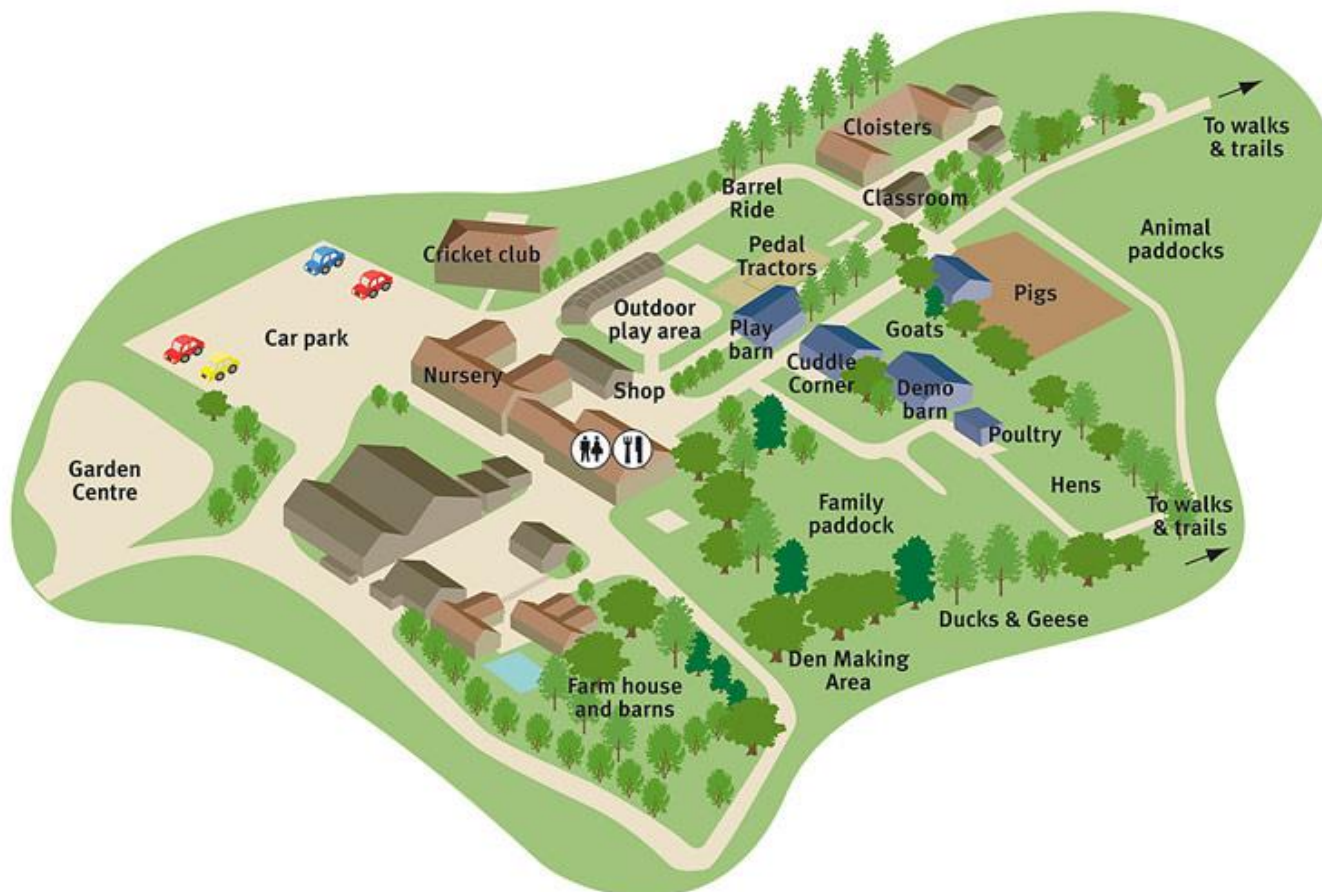 Cloisters
To walks
& trails
Barrel
Ride
Classroom
Animal
paddocks
Cricket club
Pedal
Tractors
Pigs
Car park
Outdoor
play area
Play
barn
Goats
Nursery
Shop
Cuddle
Corner
Demo
barn
Poultry
Garden
Centre
Hens
Family
paddock
To walks
& trails
Ducks & Geese
Den Making
Area
Farm house
and barns